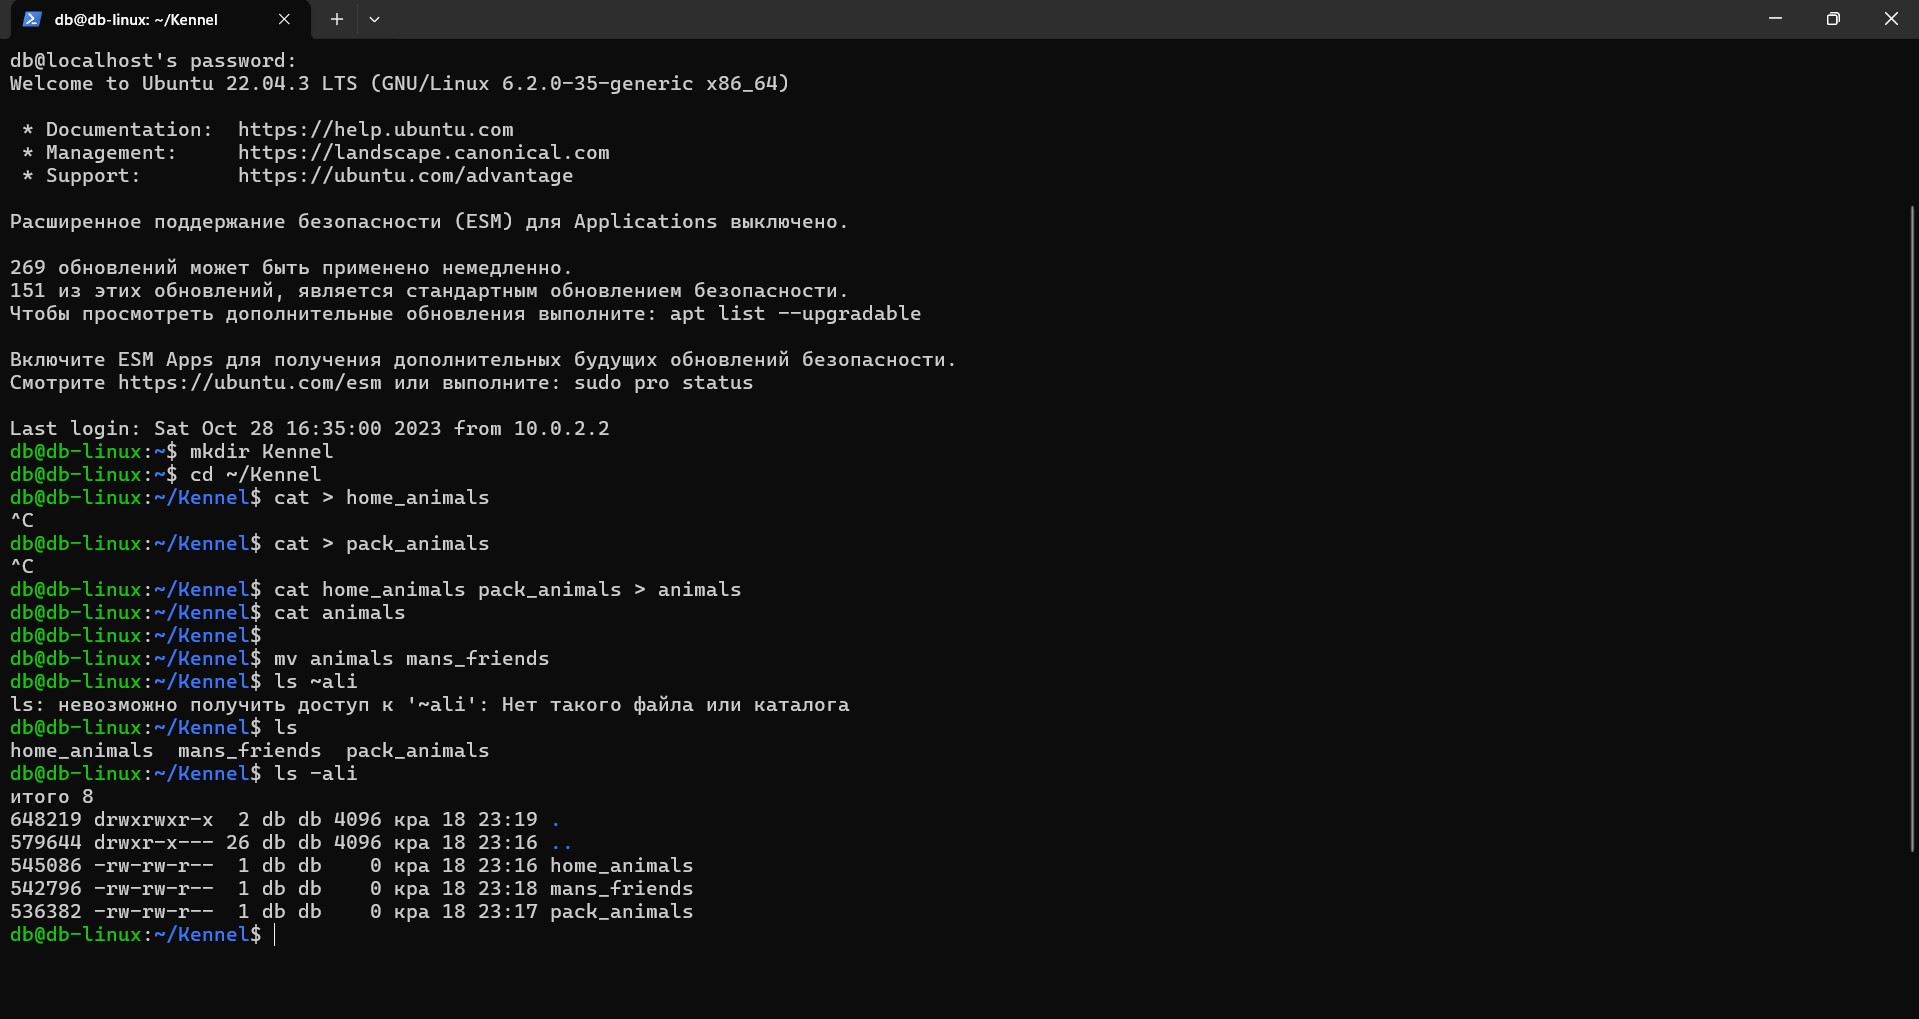 db@db-linux: ~/Kennel
db@localhost's password:
Welcome to Ubuntu 22.04.3 LTS (GNU/Linux 6.2.0-35-generic x86_64)
* Documentation:  https://help.ubuntu.com
* Management:     https://landscape.canonical.com
* Support:        https://ubuntu.com/advantage
Расширенное поддержание безопасности (ESM) для Applications выключено.
269 обновлений может быть применено немедленно.
151 из этих обновлений, является стандартным обновлением безопасности.
Чтобы просмотреть дополнительные обновления выполните: apt list --upgradable
Включите ESM Apps для получения дополнительных будущих обновлений безопасности.
Смотрите https://ubuntu.com/esm или выполните: sudo pro status
Last login: Sat Oct 28 16:35:00 2023 from 10.0.2.2
db@db-linux:~$ mkdir Kennel
db@db-linux:~$ cd ~/Kennel
db@db-linux:~/Kennel$ cat > home_animals
^C
db@db-linux:~/Kennel$ cat > pack_animals
^C
db@db-linux:~/Kennel$ cat home_animals pack_animals > animals
db@db-linux:~/Kennel$ cat animals
db@db-linux:~/Kennel$
db@db-linux:~/Kennel$ mv animals mans_friends
db@db-linux:~/Kennel$ ls ~ali
ls: невозможно получить доступ к '~ali': Нет такого файла или каталога
db@db-linux:~/Kennel$ ls
home_animals  mans_friends  pack_animals
db@db-linux:~/Kennel$ ls -ali
итого 8
648219 drwxrwxr-x  2 db db 4096 кра 18 23:19 .
579644 drwxr-x--- 26 db db 4096 кра 18 23:16 ..
545086 -rw-rw-r--  1 db db    0 кра 18 23:16 home_animals
542796 -rw-rw-r--  1 db db    0 кра 18 23:18 mans_friends
536382 -rw-rw-r--  1 db db    0 кра 18 23:17 pack_animals
db@db-linux:~/Kennel$